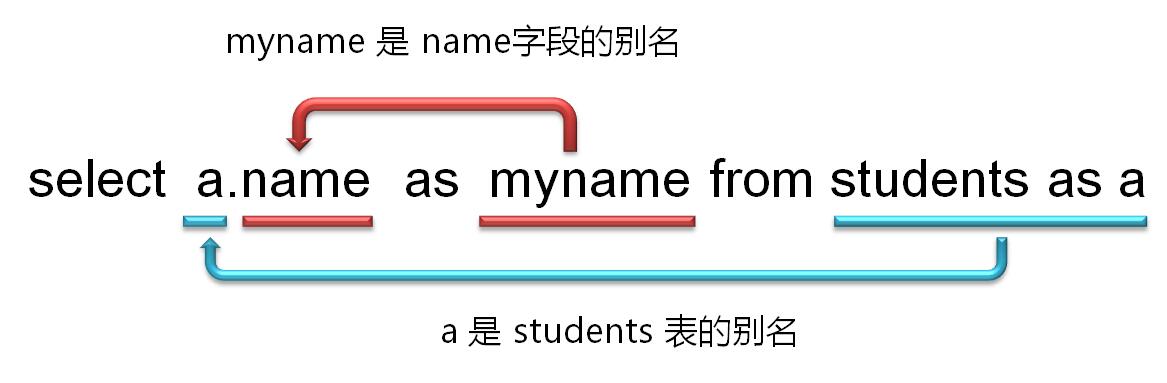 myname 是 name字段的别名
select a.name as myname from students as a
a 是 students 表的别名